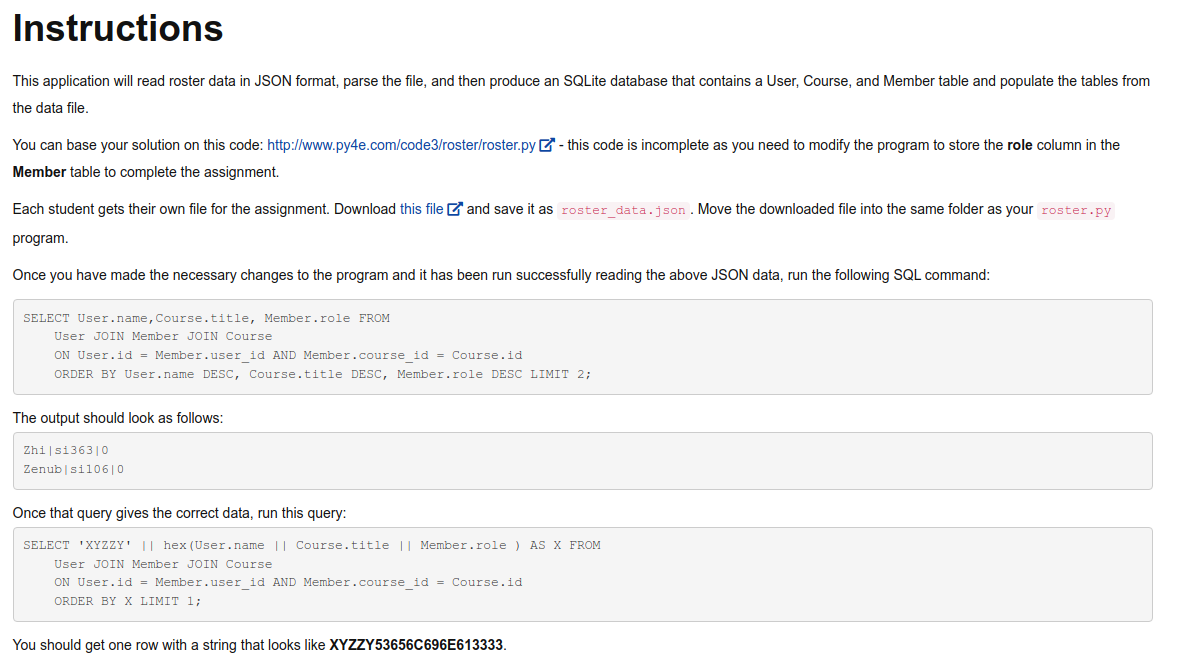 Instructions
This application will read roster data in JSON format, parse the file, and then produce an SQLite database that contains a User, Course, and Member table and populate the tables from
the data file.
You can base your solution on this code: http://www.py4e.com/code3/roster/roster.py - this code is incomplete as you need to modify the program to store the role column in the
Member table to complete the assignment.
Each student gets their own file for the assignment. Download this file and save it as roster_data.json. Move the downloaded file into the same folder as your roster.py
program.
Once you have made the necessary changes to the program and it has been run successfully reading the above JSON data, run the following SQL command:
SELECT User.name,Course.title, Member.role FROM
    User JOIN Member JOIN Course
    ON User.id = Member.user_id AND Member.course_id = Course.id
    ORDER BY User.name DESC, Course.title DESC, Member.role DESC LIMIT 2;
The output should look as follows:
Zhi|si363|0
Zenub|si106|0
Once that query gives the correct data, run this query:
SELECT 'XYZZY' || hex(User.name || Course.title || Member.role ) AS X FROM
    User JOIN Member JOIN Course
    ON User.id = Member.user_id AND Member.course_id = Course.id
    ORDER BY X LIMIT 1;
You should get one row with a string that looks like XYZZY53656C696E613333.